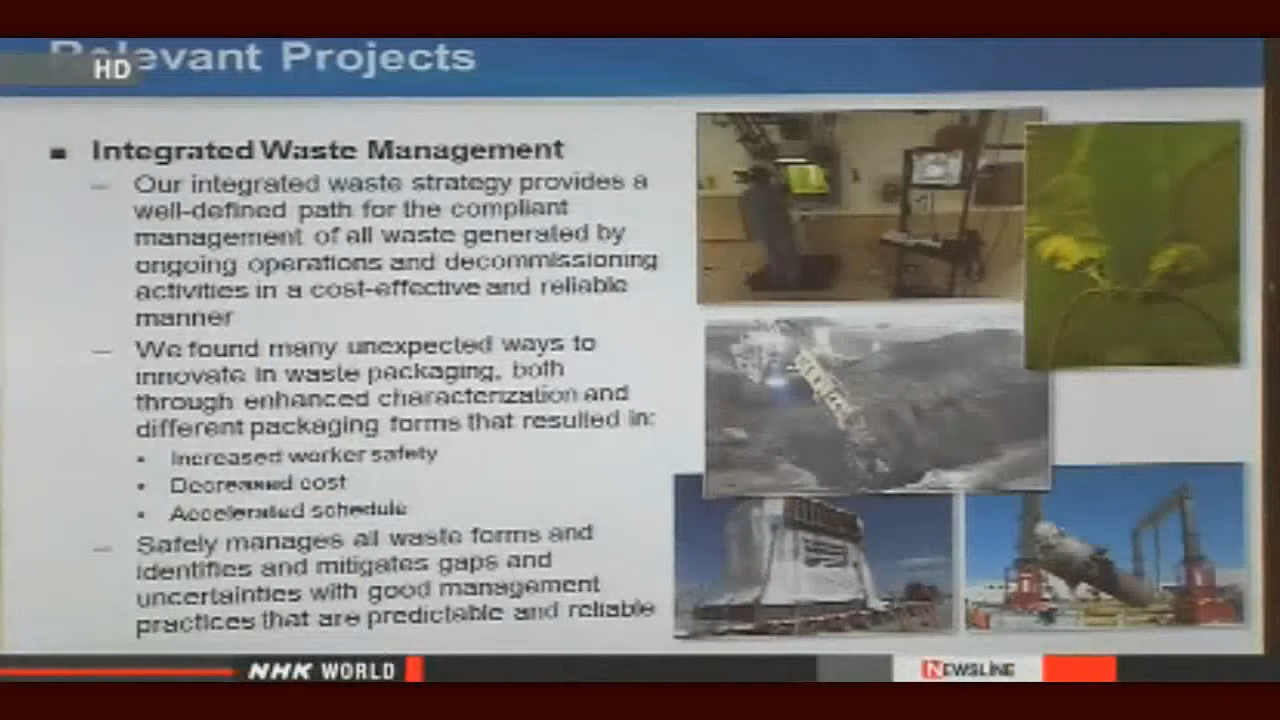 Relevant Projects
HD
■ Integrated Waste Management
– Our integrated waste strategy provides a
well-defined path for the compliant
management of all waste generated by
ongoing operations and decommissioning
activities in a cost-effective and reliable
manner
– We found many unexpected ways to
innovate in waste packaging, both
through enhanced characterization and
different packaging forms that resulted in:
• Increased worker safety
• Decreased cost
• Accelerated schedule
– Safely manages all waste forms and
identifies and mitigates gaps and
uncertainties with good management
practices that are predictable and reliable
NHK WORLD
NEWSLINE